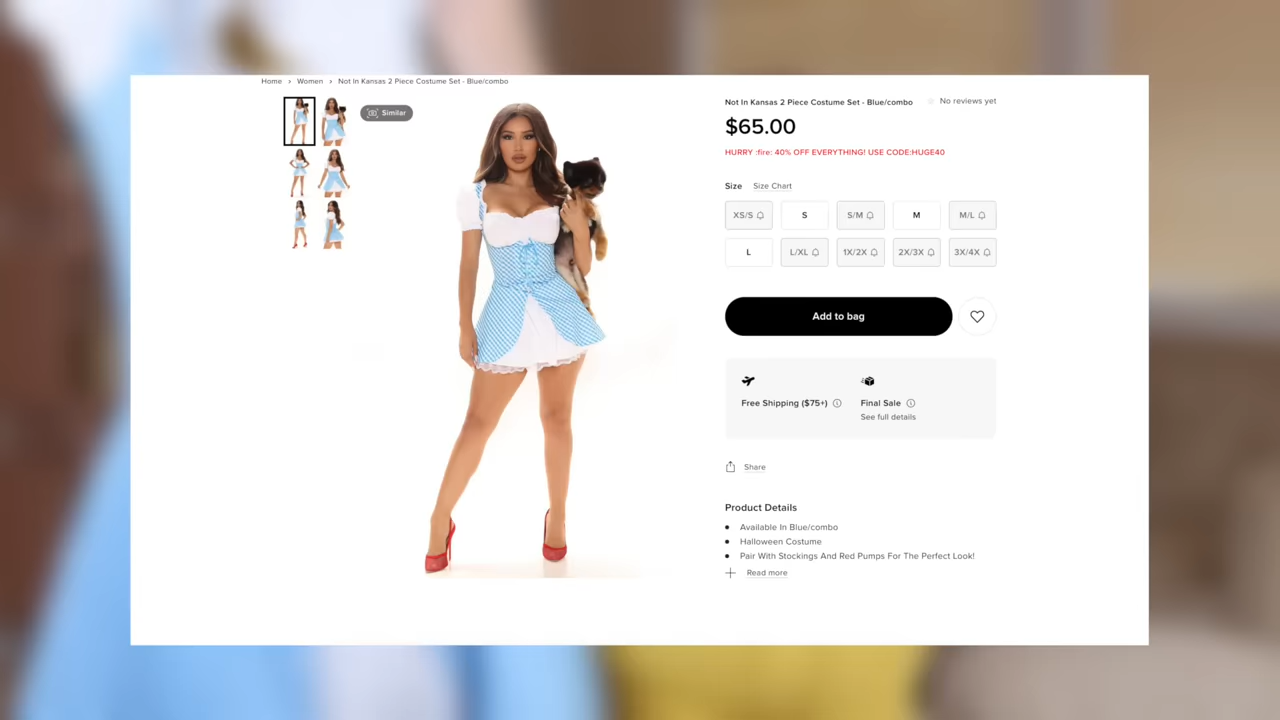 Home > Women > Not In Kansas 2 Piece Costume Set - Blue/combo
Similar
Not In Kansas 2 Piece Costume Set - Blue/combo
No reviews yet
$65.00
HURRY :fire: 40% OFF EVERYTHING! USE CODE:HUGE40
Size Size Chart
XS/S S S/M M M/L
L L/XL 1X/2X 2X/3X 3X/4X
Add to bag
Free Shipping ($75+) Final Sale
See full details
Share
Product Details
Available In Blue/combo
Halloween Costume
Pair With Stockings And Red Pumps For The Perfect Look!
Read more